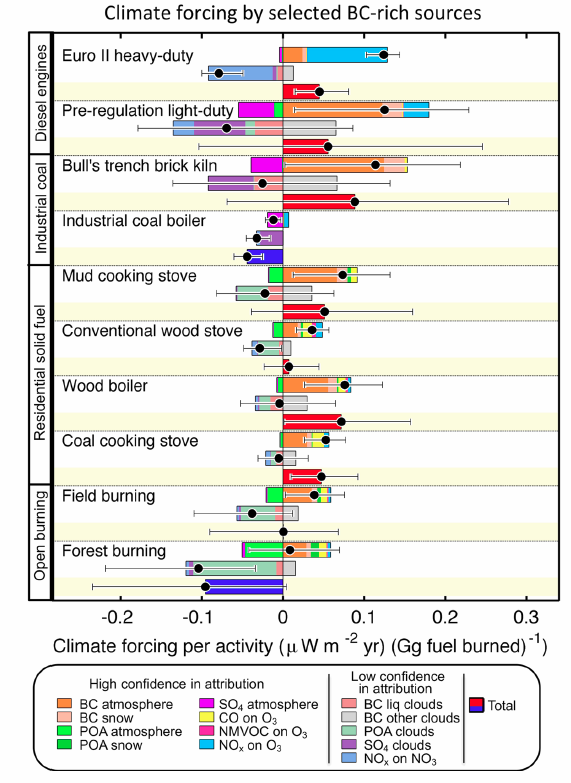 Climate forcing by selected BC-rich sources
Diesel engines
Euro II heavy-duty
Pre-regulation light-duty
Industrial coal
Bull's trench brick kiln
Industrial coal boiler
Residential solid fuel
Mud cooking stove
Conventional wood stove
Wood boiler
Coal cooking stove
Open burning
Field burning
Forest burning
-0.2 -0.1 0 0.1 0.2 0.3
Climate forcing per activity (μ W m⁻² yr) (Gg fuel burned)⁻¹)
High confidence in attribution
BC atmosphere
BC snow
POA atmosphere
POA snow
SO₄ atmosphere
CO on O₃
NMVOC on O₃
NOₓ on O₃
Low confidence
in attribution
BC liq clouds
BC other clouds
POA clouds
SO₄ clouds
NOₓ on NO₃
Total